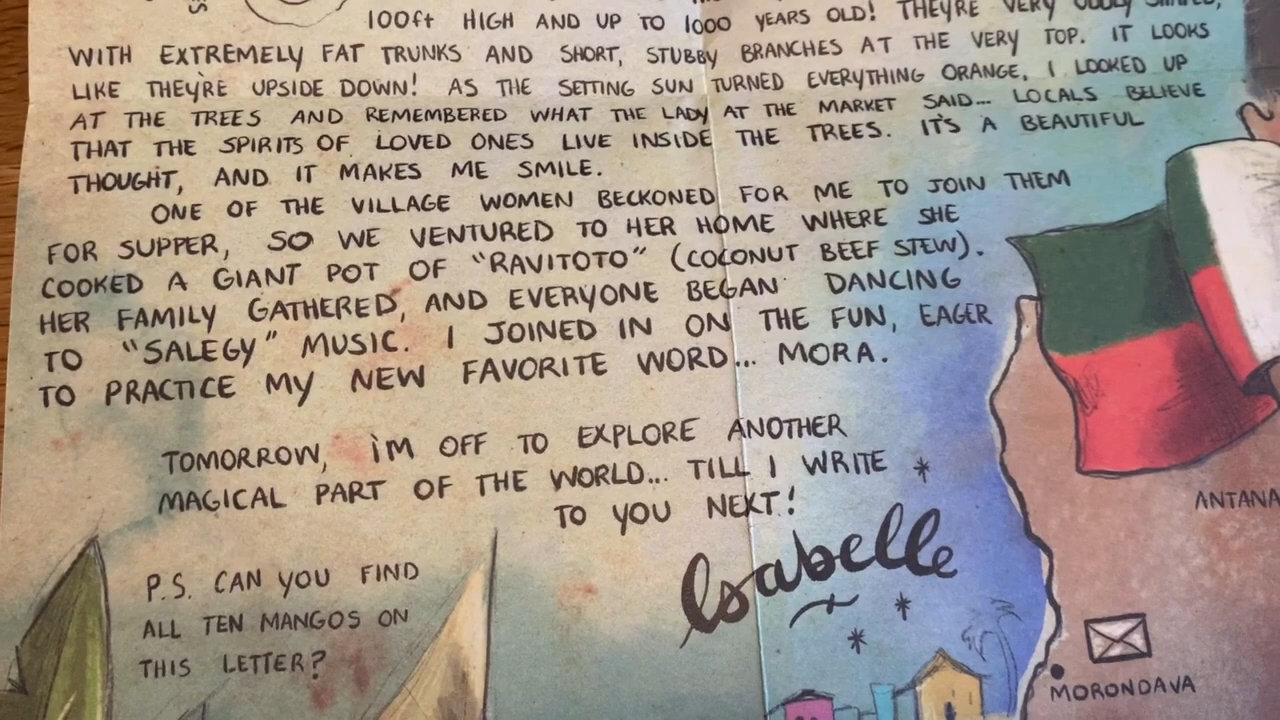 100ft HIGH AND UP TO 1000 YEARS OLD! THEY'RE VERY ODDLY SHAPED,
WITH EXTREMELY FAT TRUNKS AND SHORT, STUBBY BRANCHES AT THE VERY TOP. IT LOOKS
LIKE THEY'RE UPSIDE DOWN! AS THE SETTING SUN TURNED EVERYTHING ORANGE, I LOOKED UP
AT THE TREES AND REMEMBERED WHAT THE LADY AT THE MARKET SAID... LOCALS BELIEVE
THAT THE SPIRITS OF LOVED ONES LIVE INSIDE THE TREES. IT'S A BEAUTIFUL
THOUGHT, AND IT MAKES ME SMILE.
ONE OF THE VILLAGE WOMEN BECKONED FOR ME TO JOIN THEM
FOR SUPPER, SO WE VENTURED TO HER HOME WHERE SHE
COOKED A GIANT POT OF "RAVITOTO" (COCONUT BEEF STEW).
HER FAMILY GATHERED, AND EVERYONE BEGAN DANCING
TO "SALEGY" MUSIC. I JOINED IN ON THE FUN, EAGER
TO PRACTICE MY NEW FAVORITE WORD... MORA.
TOMORROW, I'M OFF TO EXPLORE ANOTHER
MAGICAL PART OF THE WORLD... TILL I WRITE
TO YOU NEXT!
Isabelle
P.S. CAN YOU FIND
ALL TEN MANGOS ON
THIS LETTER?
ANTANA
MORONDAVA